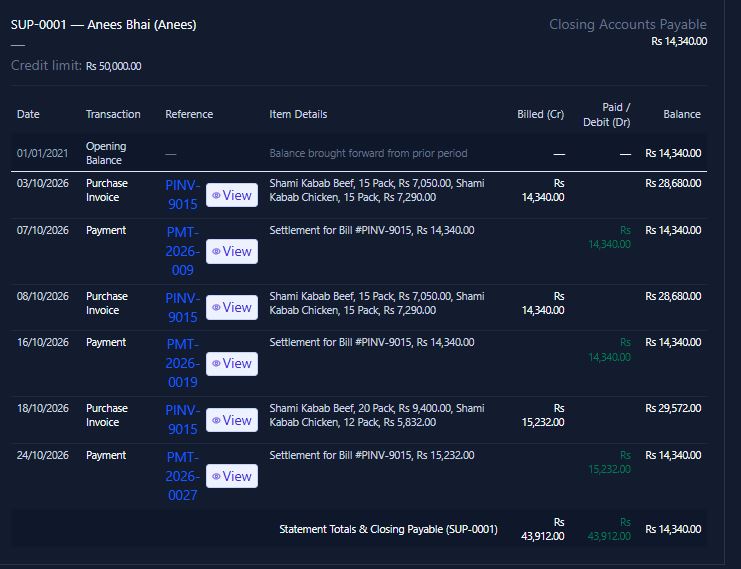 SUP-0001 — Anees Bhai (Anees)
Closing Accounts Payable
—
Rs 14,340.00
Credit limit: Rs 50,000.00
Date Transaction Reference Item Details Billed (Cr) Paid / Debit (Dr) Balance
01/01/2021 Opening Balance — Balance brought forward from prior period — — Rs 14,340.00
03/10/2026 Purchase Invoice PINV-9015 View Shami Kabab Beef, 15 Pack, Rs 7,050.00, Shami Kabab Chicken, 15 Pack, Rs 7,290.00 Rs 14,340.00 Rs 28,680.00
07/10/2026 Payment PMT-2026-009 View Settlement for Bill #PINV-9015, Rs 14,340.00 Rs 14,340.00 Rs 14,340.00
08/10/2026 Purchase Invoice PINV-9015 View Shami Kabab Beef, 15 Pack, Rs 7,050.00, Shami Kabab Chicken, 15 Pack, Rs 7,290.00 Rs 14,340.00 Rs 28,680.00
16/10/2026 Payment PMT-2026-0019 View Settlement for Bill #PINV-9015, Rs 14,340.00 Rs 14,340.00 Rs 14,340.00
18/10/2026 Purchase Invoice PINV-9015 View Shami Kabab Beef, 20 Pack, Rs 9,400.00, Shami Kabab Chicken, 12 Pack, Rs 5,832.00 Rs 15,232.00 Rs 29,572.00
24/10/2026 Payment PMT-2026-0027 View Settlement for Bill #PINV-9015, Rs 15,232.00 Rs 15,232.00 Rs 14,340.00
Statement Totals & Closing Payable (SUP-0001) Rs 43,912.00 Rs 43,912.00 Rs 14,340.00